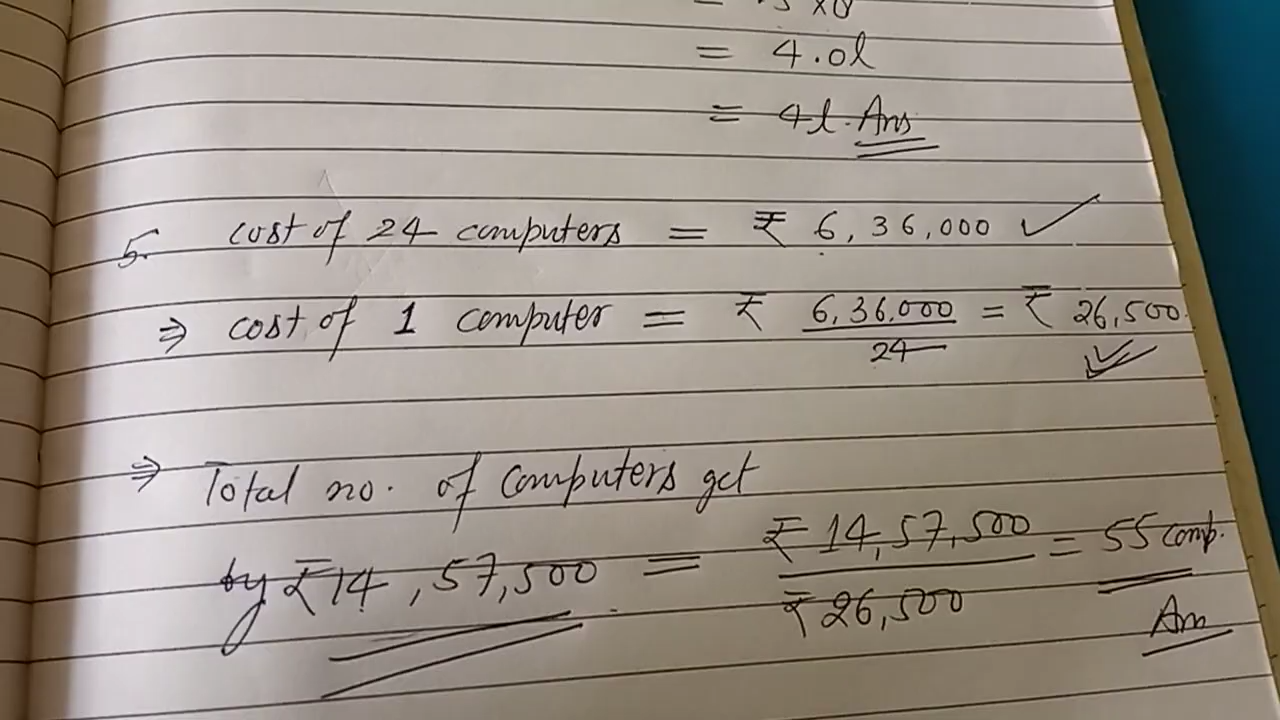 = 4.0l
= 4l. Ans
5. cost of 24 computers = ₹ 6,36,000 ✓
⇒ cost of 1 computer = ₹ 6,36,000/24 = ₹ 26,500
⇒ Total no. of computers get
by ₹14,57,500 = ₹ 14,57,500/₹ 26,500 = 55 comp.
Ans